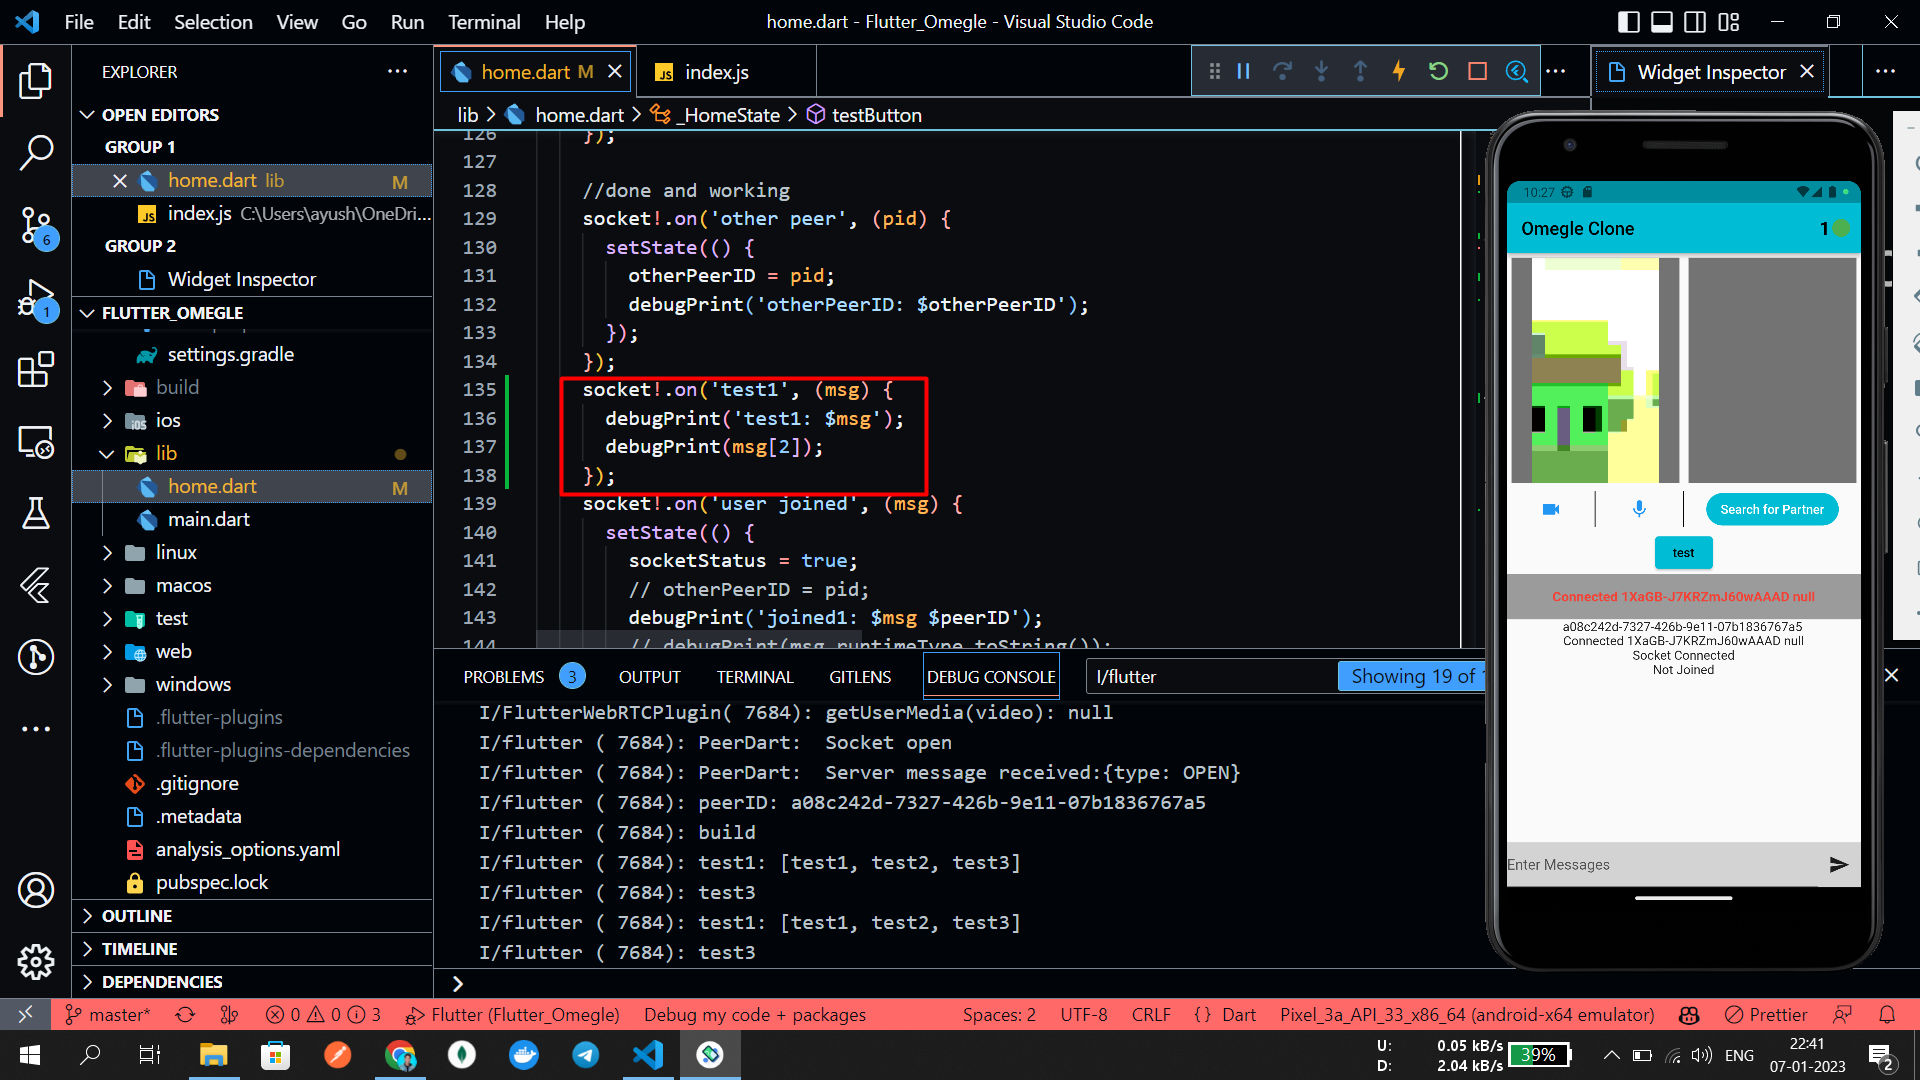 File Edit Selection View Go Run Terminal Help
home.dart - Flutter_Omegle - Visual Studio Code
EXPLORER
OPEN EDITORS
GROUP 1
home.dart lib M
index.js C:\Users\ayush\OneDri...
GROUP 2
Widget Inspector
FLUTTER_OMEGLE
settings.gradle
build
ios
lib
home.dart M
main.dart
linux
macos
test
web
windows
.flutter-plugins
.flutter-plugins-dependencies
.gitignore
.metadata
analysis_options.yaml
pubspec.lock
OUTLINE
TIMELINE
DEPENDENCIES
6
1
home.dart M
index.js
Widget Inspector
lib > home.dart > _HomeState > testButton
126 });
127
128 //done and working
129 socket!.on('other peer', (pid) {
130 setState(() {
131 otherPeerID = pid;
132 debugPrint('otherPeerID: $otherPeerID');
133 });
134 });
135 socket!.on('test1', (msg) {
136 debugPrint('test1: $msg');
137 debugPrint(msg[2]);
138 });
139 socket!.on('user joined', (msg) {
140 setState(() {
141 socketStatus = true;
142 // otherPeerID = pid;
143 debugPrint('joined1: $msg $peerID');
144 // debugPrint(msg.runtimeType.toString());
PROBLEMS 3 OUTPUT TERMINAL GITLENS DEBUG CONSOLE
I/flutter
Showing 19 of
I/FlutterWebRTCPlugin( 7684): getUserMedia(video): null
I/flutter ( 7684): PeerDart:  Socket open
I/flutter ( 7684): PeerDart:  Server message received:{type: OPEN}
I/flutter ( 7684): peerID: a08c242d-7327-426b-9e11-07b1836767a5
I/flutter ( 7684): build
I/flutter ( 7684): test1: [test1, test2, test3]
I/flutter ( 7684): test3
I/flutter ( 7684): test1: [test1, test2, test3]
I/flutter ( 7684): test3
10:27
Omegle Clone 1
Search for Partner
test
Connected 1XaGB-J7KRZmJ60wAAAD null
a08c242d-7327-426b-9e11-07b1836767a5
Connected 1XaGB-J7KRZmJ60wAAAD null
Socket Connected
Not Joined
Enter Messages
master* 0 0 3 Flutter (Flutter_Omegle) Debug my code + packages Spaces: 2 UTF-8 CRLF {} Dart Pixel_3a_API_33_x86_64 (android-x64 emulator) Prettier
U: 0.05 kB/s
D: 2.04 kB/s
39%
ENG
22:41
07-01-2023
2